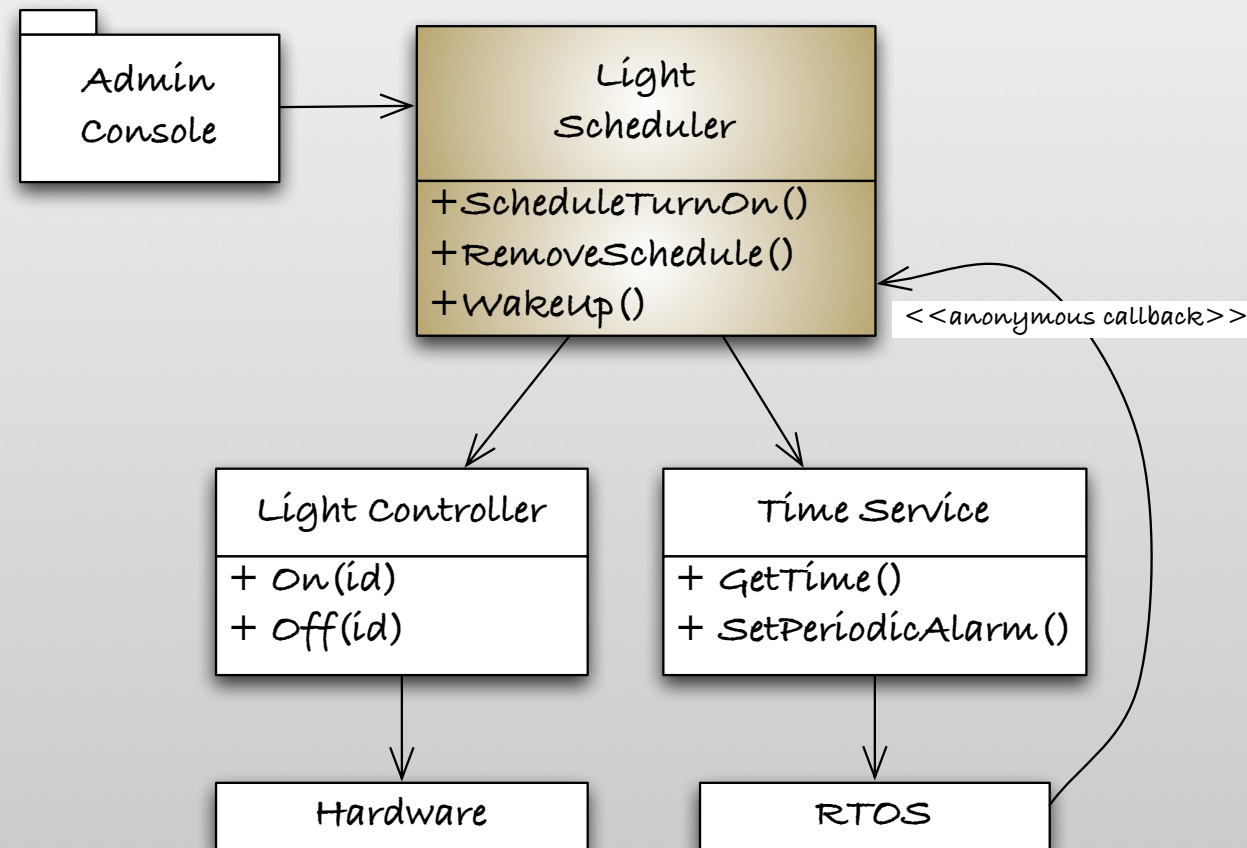 Admin
Console
Light
Scheduler
+ScheduleTurnOn()
+RemoveSchedule()
+WakeUp()
<<anonymous callback>>
Light Controller
+ On(id)
+ Off(id)
Time Service
+ GetTime()
+ SetPeriodicAlarm()
Hardware
RTOS